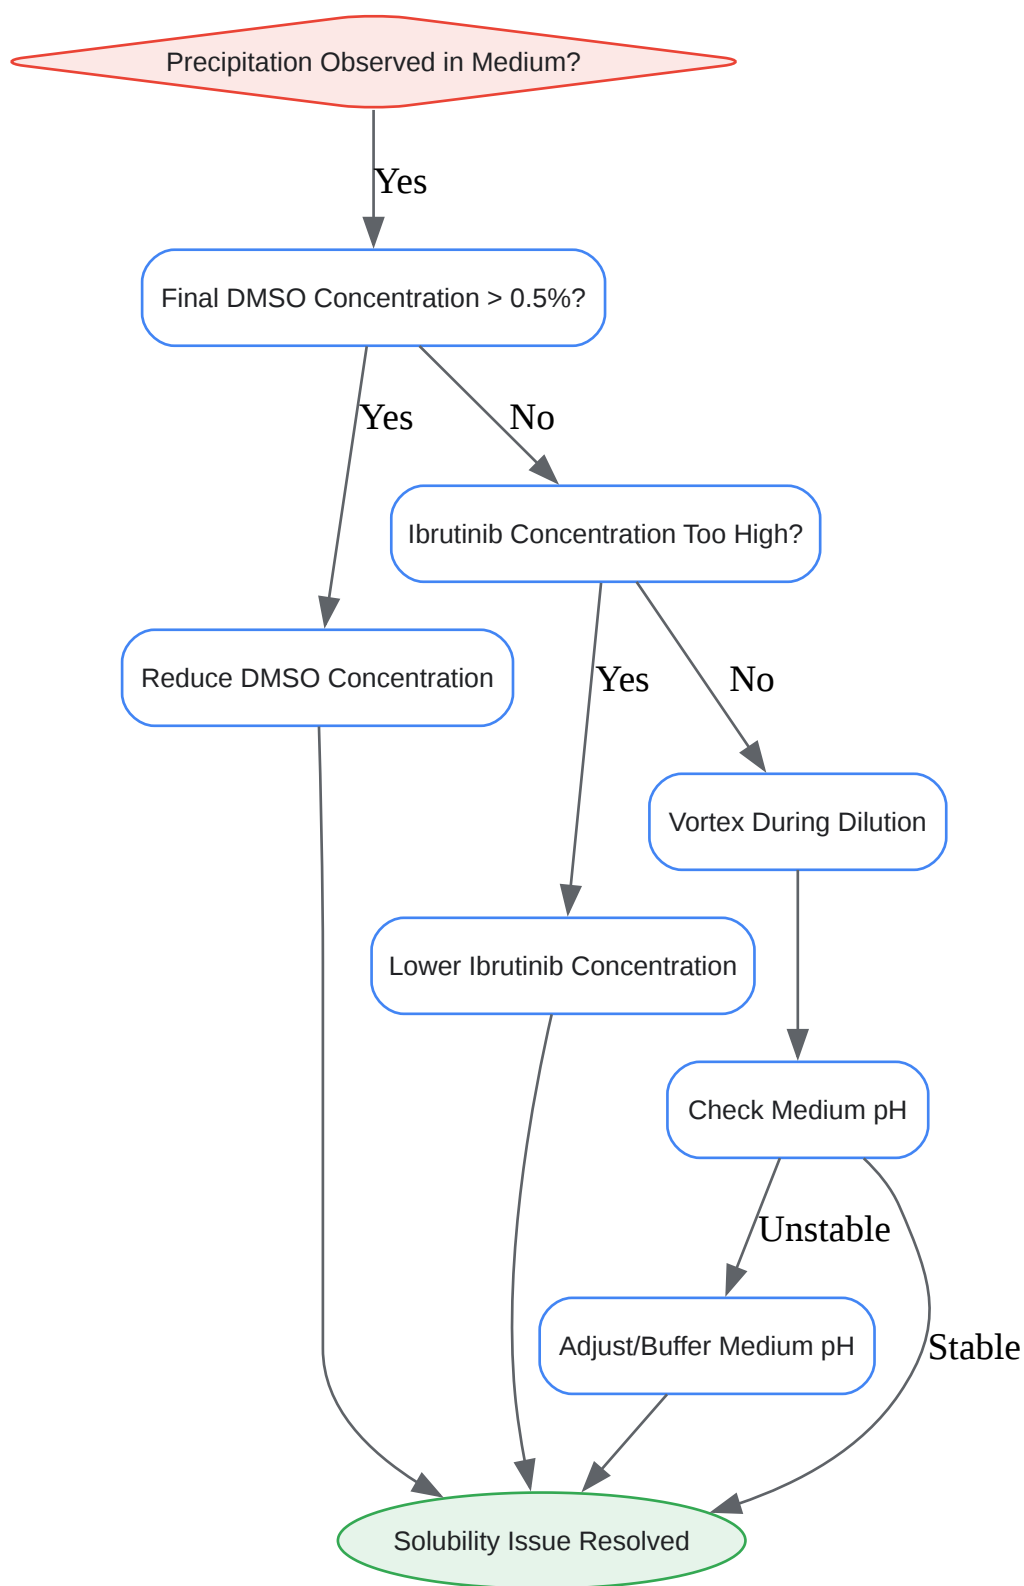 Precipitation Observed in Medium?
Yes
Final DMSO Concentration > 0.5%?
Yes
No
Ibrutinib Concentration Too High?
Reduce DMSO Concentration
Yes
No
Vortex During Dilution
Lower Ibrutinib Concentration
Check Medium pH
Unstable
Adjust/Buffer Medium pH
Stable
Solubility Issue Resolved